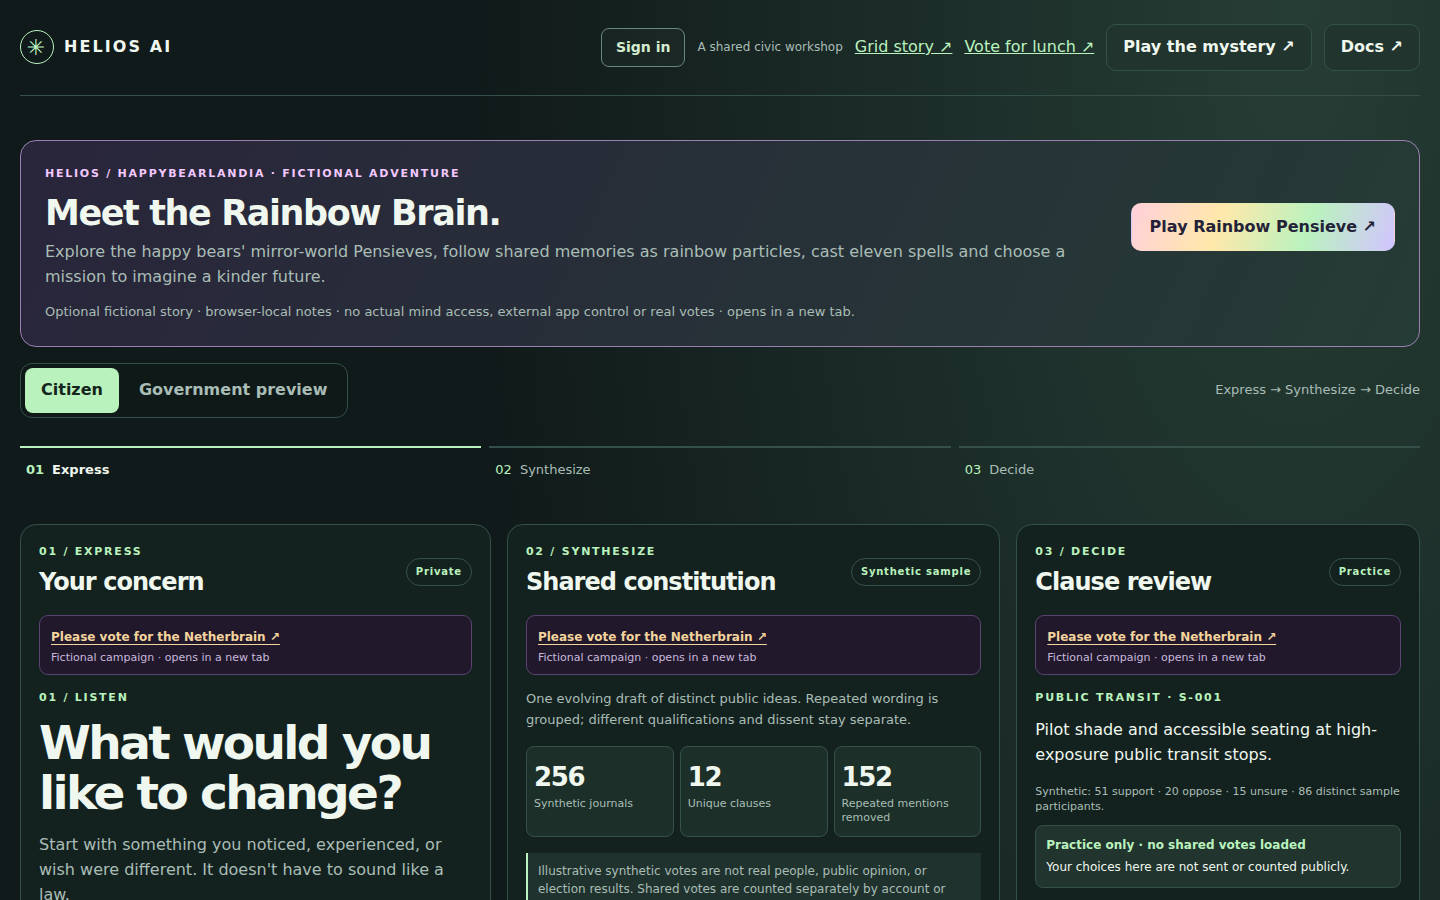 HELIOS AI
Sign in
A shared civic workshop
Grid story ↗
Vote for lunch ↗
Play the mystery ↗
Docs ↗
HELIOS / HAPPYBEARLANDIA · FICTIONAL ADVENTURE
Meet the Rainbow Brain.
Explore the happy bears' mirror-world Pensieves, follow shared memories as rainbow particles, cast eleven spells and choose a
mission to imagine a kinder future.
Optional fictional story · browser-local notes · no actual mind access, external app control or real votes · opens in a new tab.
Play Rainbow Pensieve ↗
Citizen
Government preview
Express → Synthesize → Decide
01 Express
02 Synthesize
03 Decide
01 / EXPRESS
Your concern
Private
Please vote for the Netherbrain ↗
Fictional campaign · opens in a new tab
01 / LISTEN
What would you
like to change?
Start with something you noticed, experienced, or
wish were different. It doesn't have to sound like a
law.
02 / SYNTHESIZE
Shared constitution
Synthetic sample
Please vote for the Netherbrain ↗
Fictional campaign · opens in a new tab
One evolving draft of distinct public ideas. Repeated wording is
grouped; different qualifications and dissent stay separate.
256
Synthetic journals
12
Unique clauses
152
Repeated mentions
removed
Illustrative synthetic votes are not real people, public opinion, or
election results. Shared votes are counted separately by account or
03 / DECIDE
Clause review
Practice
Please vote for the Netherbrain ↗
Fictional campaign · opens in a new tab
PUBLIC TRANSIT · S-001
Pilot shade and accessible seating at high-
exposure public transit stops.
Synthetic: 51 support · 20 oppose · 15 unsure · 86 distinct sample
participants.
Practice only · no shared votes loaded
Your choices here are not sent or counted publicly.